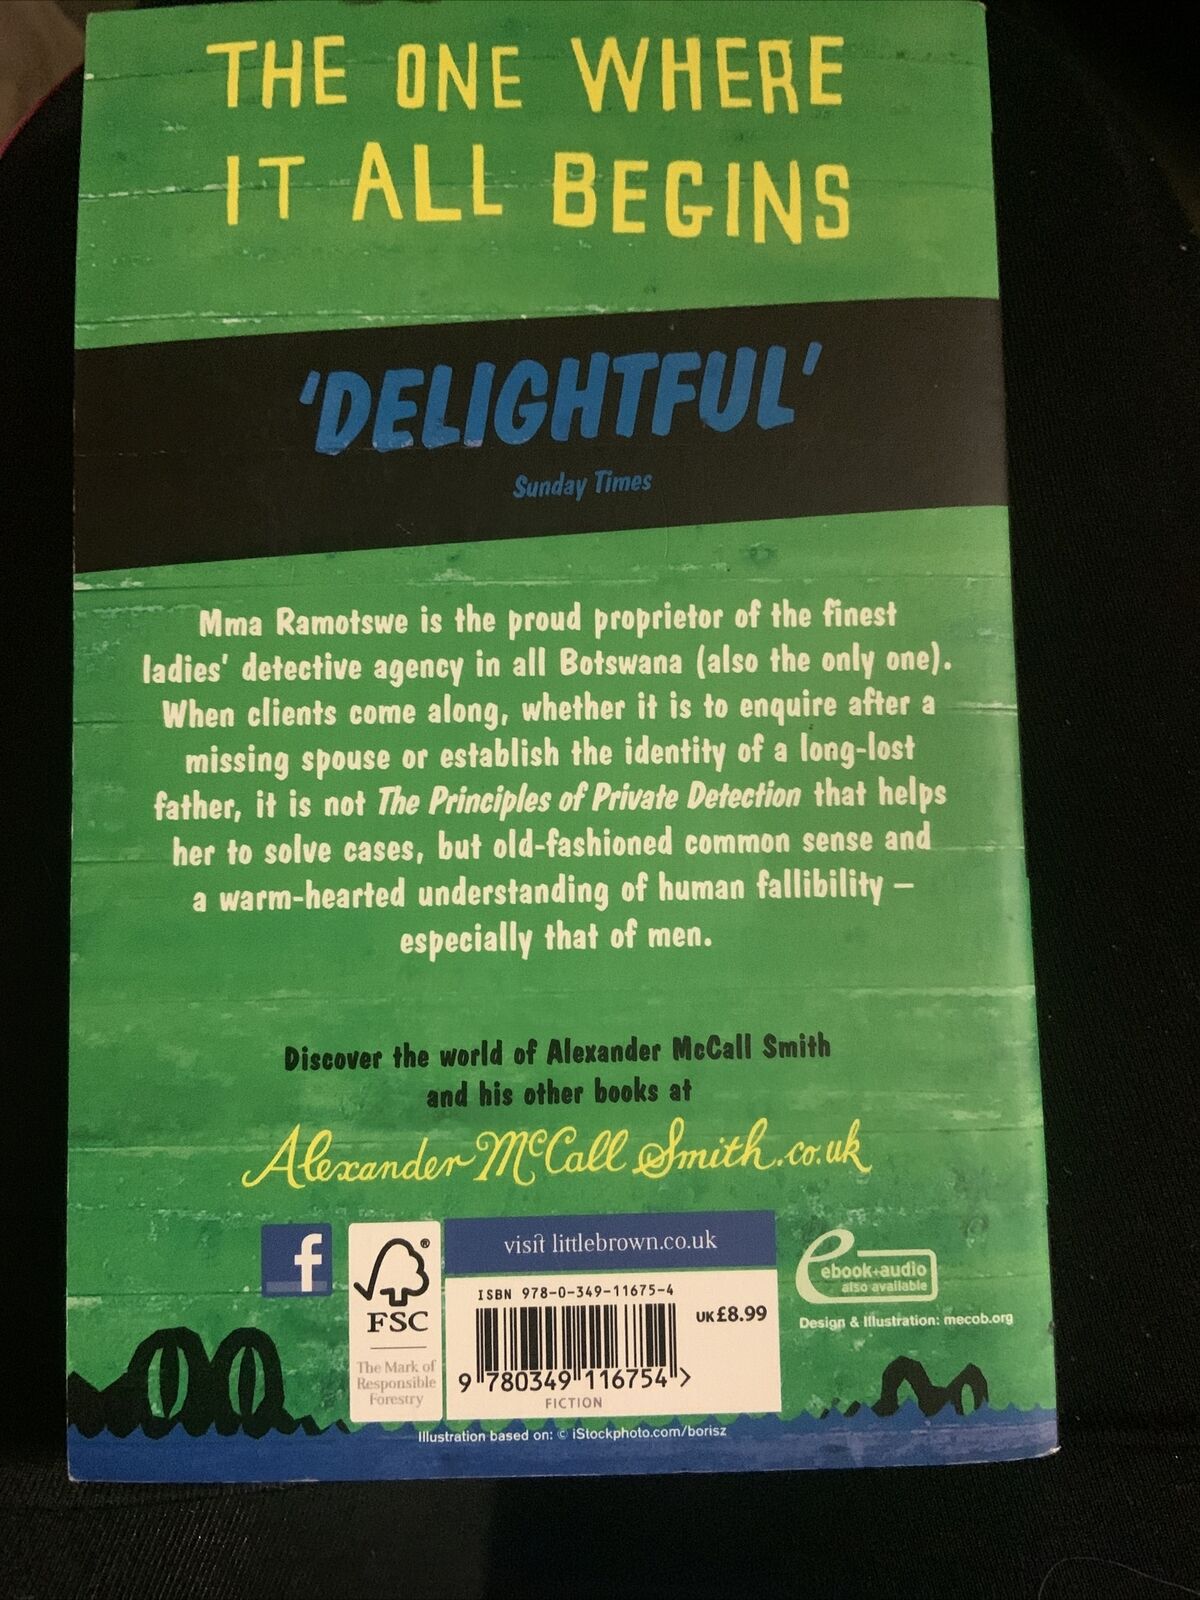 THE ONE WHERE
IT ALL BEGINS
'DELIGHTFUL'
Sunday Times
Mma Ramotswe is the proud proprietor of the finest
ladies' detective agency in all Botswana (also the only one).
When clients come along, whether it is to enquire after a
missing spouse or establish the identity of a long-lost
father, it is not The Principles of Private Detection that helps
her to solve cases, but old-fashioned common sense and
a warm-hearted understanding of human fallibility –
especially that of men.
Discover the world of Alexander McCall Smith
and his other books at
Alexander McCall Smith.co.uk
f
FSC
®
The Mark of
Responsible
Forestry
visit littlebrown.co.uk
ISBN 978-0-349-11675-4
UK£8.99
9 780349 116754 >
FICTION
ebook+audio
also available
Design & Illustration: mecob.org
Illustration based on: © iStockphoto.com/borisz